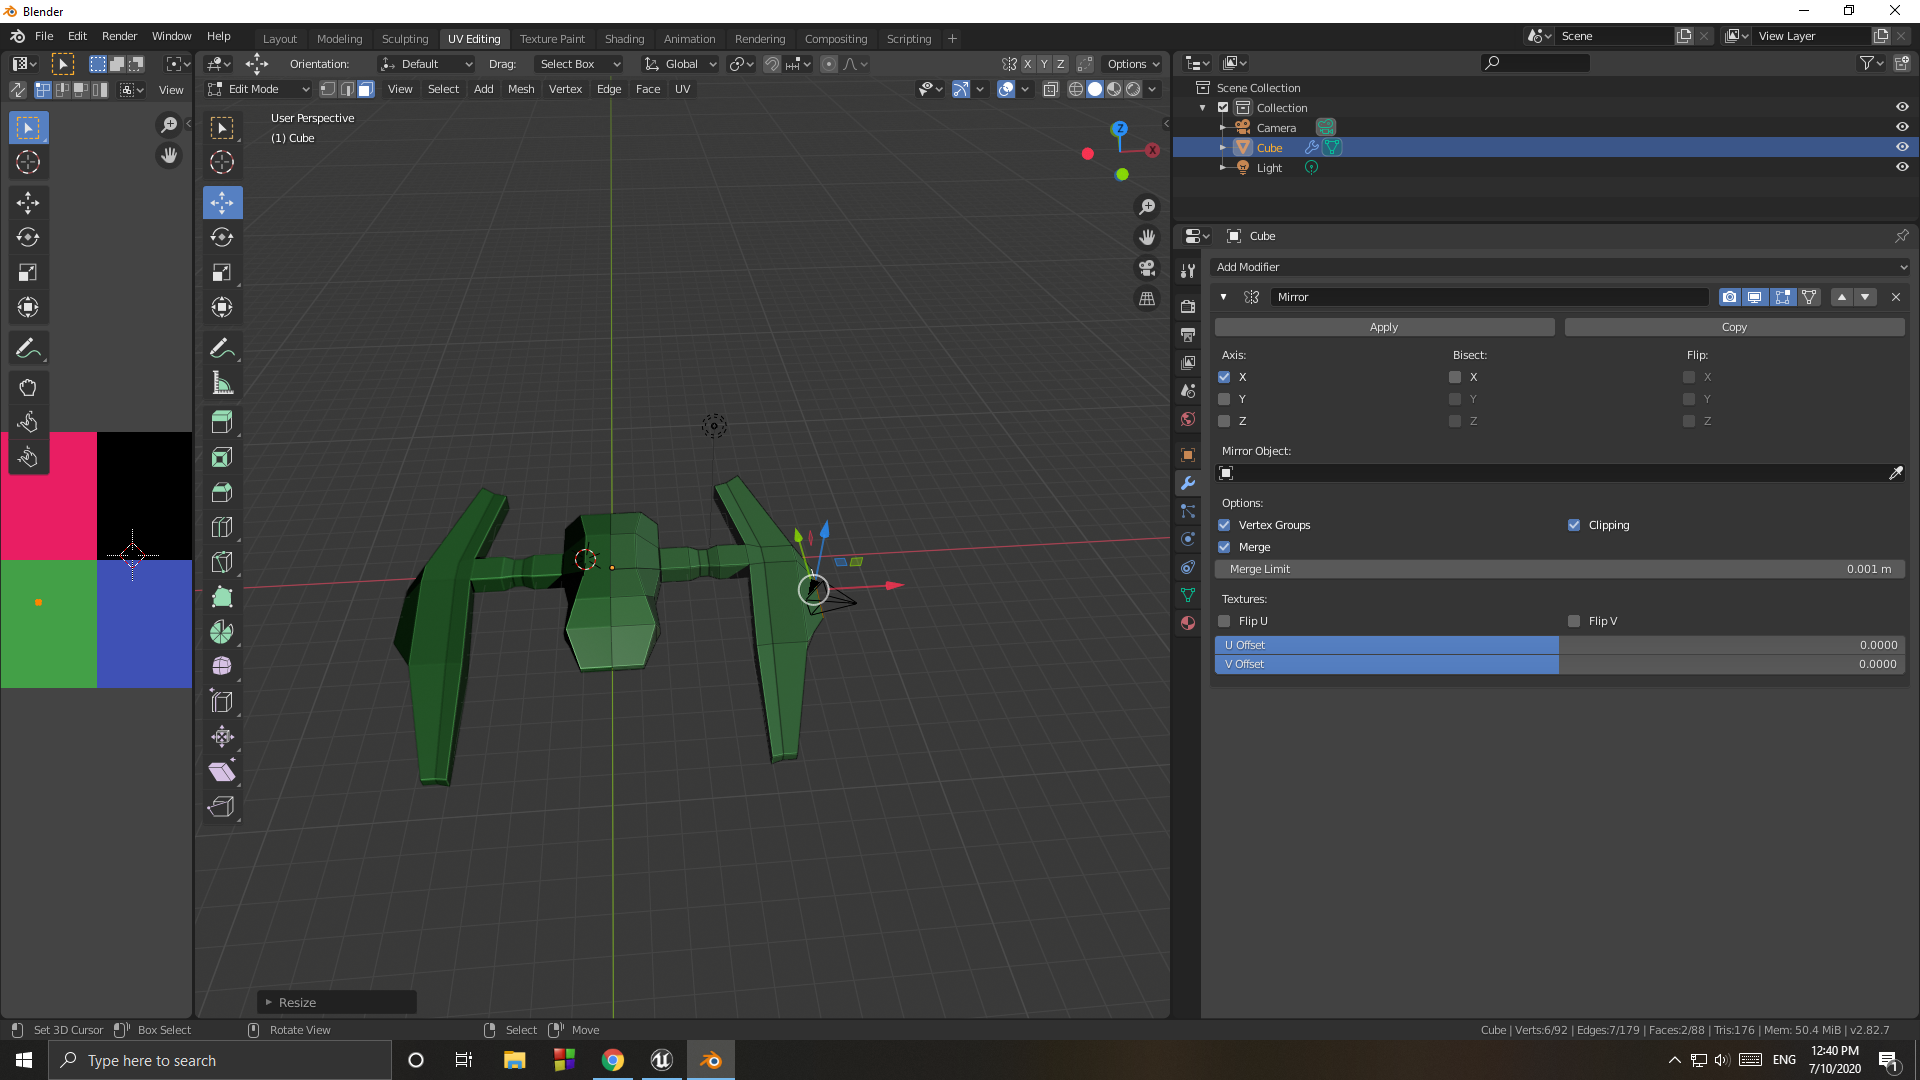 Blender
File Edit Render Window Help
Layout Modeling Sculpting UV Editing Texture Paint Shading Animation Rendering Compositing Scripting
Scene View Layer
Orientation: Default Drag: Select Box Global X Y Z Options
View
Edit Mode View Select Add Mesh Vertex Edge Face UV
User Perspective
(1) Cube
Z
X
Scene Collection
Collection
Camera
Cube
Light
Cube
Add Modifier
Mirror
Apply Copy
Axis: Bisect: Flip:
X X X
Y Y Y
Z Z Z
Mirror Object:
Options:
Vertex Groups Clipping
Merge
Merge Limit 0.001 m
Textures:
Flip U Flip V
U Offset 0.0000
V Offset 0.0000
Resize
Set 3D Cursor Box Select Rotate View Select Move
Cube | Verts:6/92 | Edges:7/179 | Faces:2/88 | Tris:176 | Mem: 50.4 MiB | v2.82.7
Type here to search
ENG
12:40 PM
7/10/2020
1